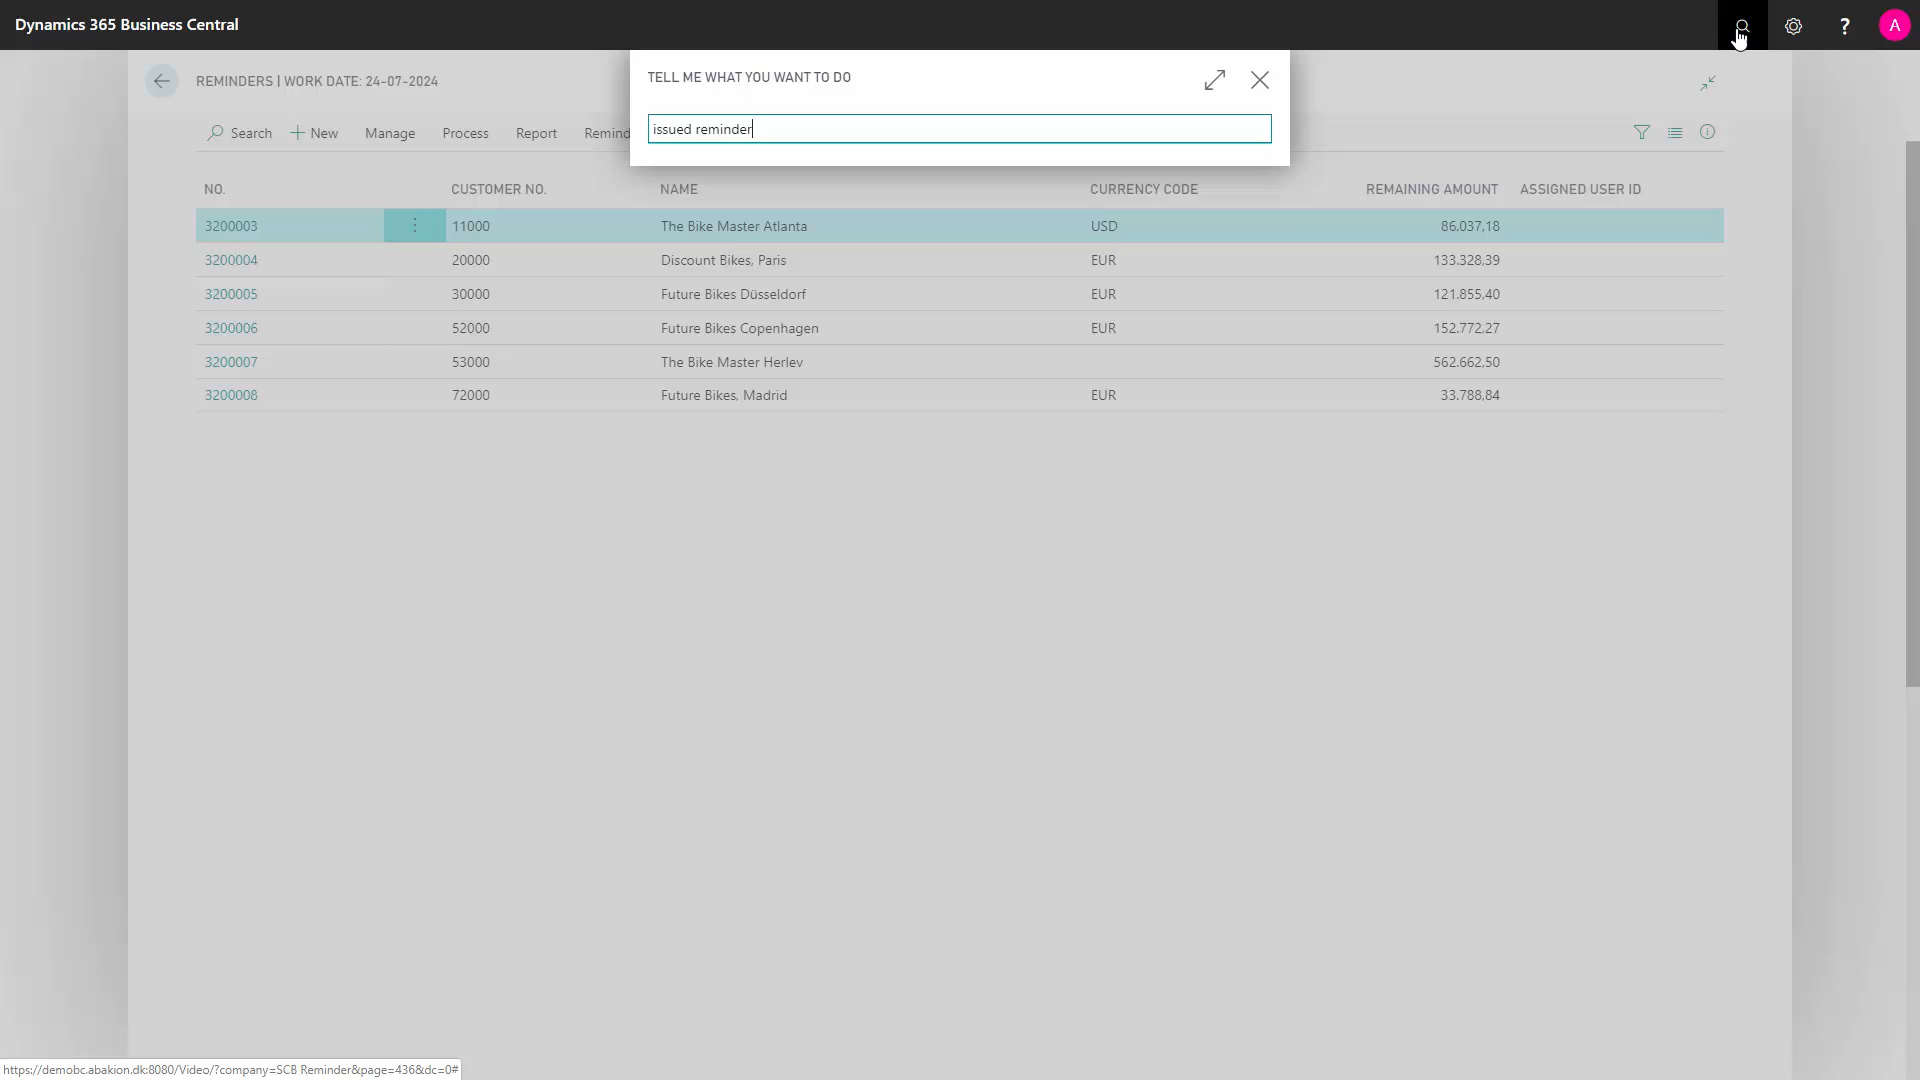 Dynamics 365 Business Central
?
A
REMINDERS | WORK DATE: 24-07-2024
TELL ME WHAT YOU WANT TO DO
issued reminder
Search
New
Manage
Process
Report
Remind
NO. CUSTOMER NO. NAME CURRENCY CODE REMAINING AMOUNT ASSIGNED USER ID
3200003 11000 The Bike Master Atlanta USD 86.037,18
3200004 20000 Discount Bikes, Paris EUR 133.328,39
3200005 30000 Future Bikes Düsseldorf EUR 121.855,40
3200006 52000 Future Bikes Copenhagen EUR 152.772,27
3200007 53000 The Bike Master Herlev 562.662,50
3200008 72000 Future Bikes, Madrid EUR 33.788,84
https://demobc.abakion.dk:8080/Video/?company=SCB Reminder&page=436&dc=0#